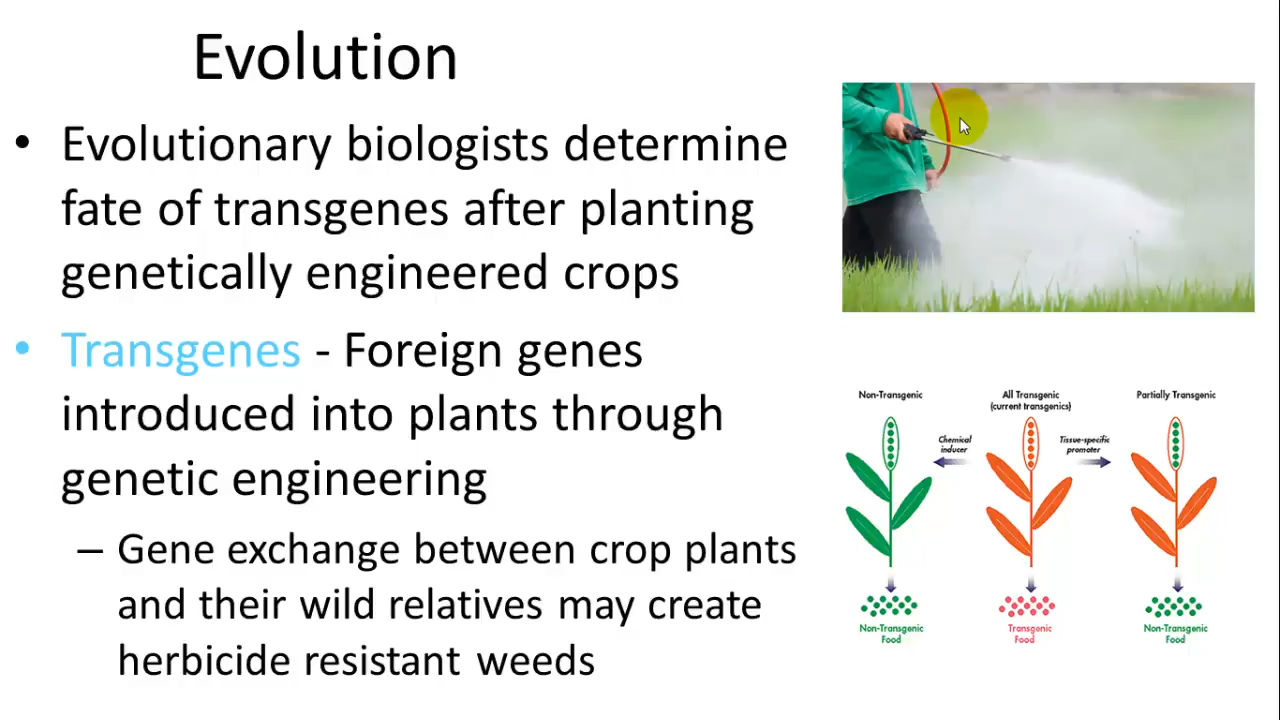 Evolution
• Evolutionary biologists determine
fate of transgenes after planting
genetically engineered crops
• Transgenes - Foreign genes
introduced into plants through
genetic engineering
– Gene exchange between crop plants
and their wild relatives may create
herbicide resistant weeds
Non-Transgenic
All Transgenic
(current transgenics)
Partially Transgenic
Chemical
inducer
Tissue-specific
promoter
Non-Transgenic
Food
Transgenic
Food
Non-Transgenic
Food